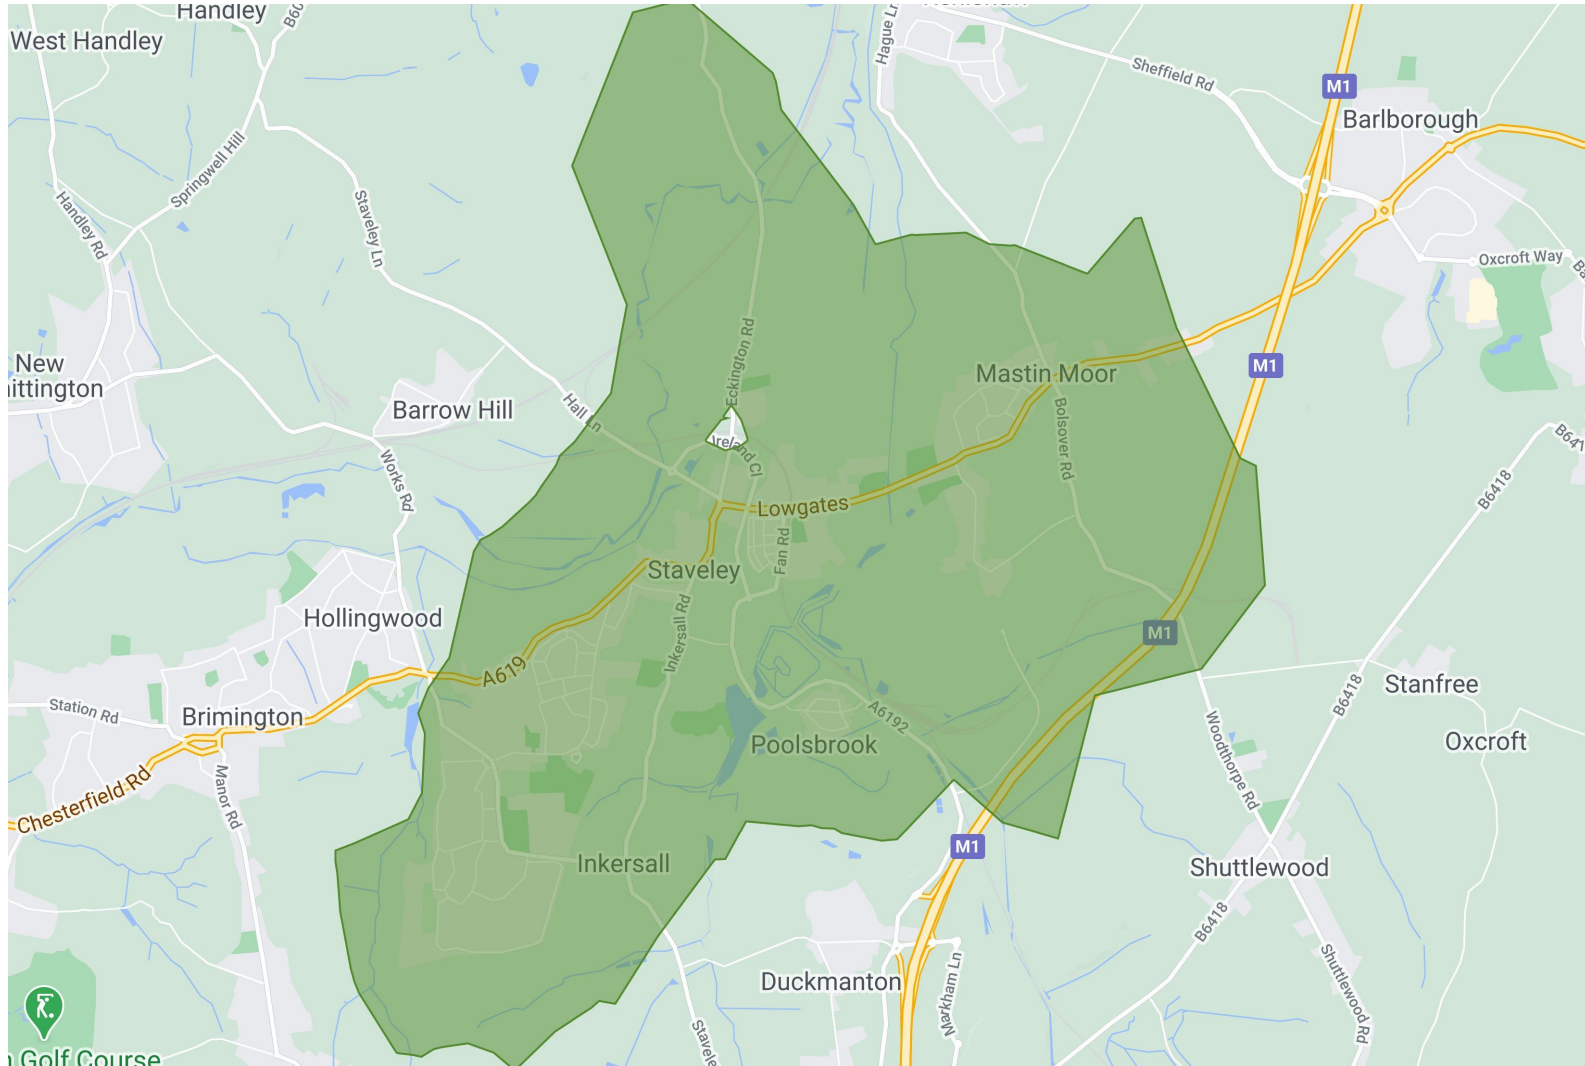 Handley
B60
West Handley
Hague Ln
Sheffield Rd
M1
Barlborough
Springwell Hill
Handley Rd
Staveley Ln
Oxcroft Way
Eckington Rd
New
ittington
Mastin Moor
M1
Barrow Hill
Hall Ln
Ireland Cl
Bolsover Rd
B641
Works Rd
B6418
Lowgates
Fan Rd
Staveley
Hollingwood
Inkersall Rd
M1
A619
B6418
Stanfree
Station Rd
Brimington
A6192
Poolsbrook
Woodthorpe Rd
Oxcroft
Chesterfield Rd
Manor Rd
M1
Inkersall
Shuttlewood
B6418
Duckmanton
Markham Ln
Shuttlewood Rd
Stavele
Golf Course